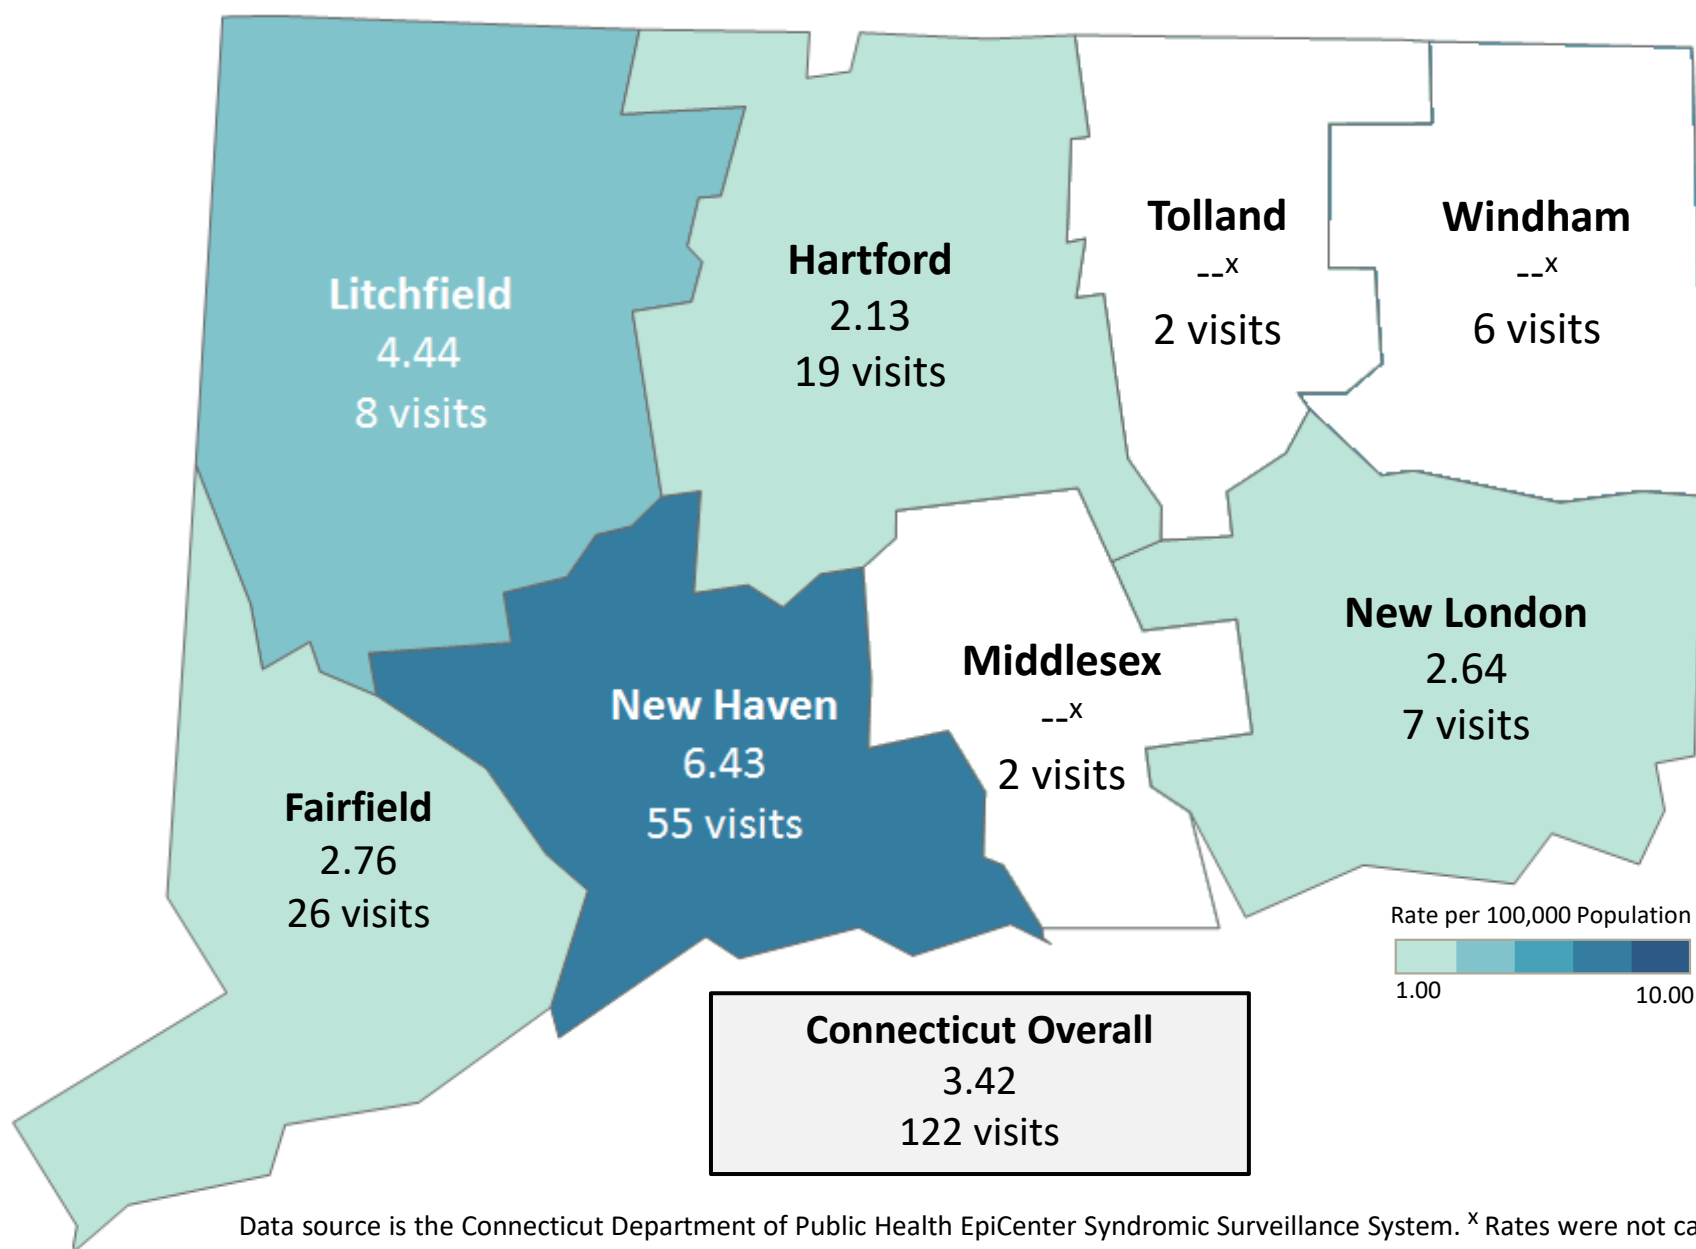 Tolland
--ˣ
2 visits
Windham
--ˣ
6 visits
Hartford
2.13
19 visits
Litchfield
4.44
8 visits
New London
2.64
7 visits
Middlesex
--ˣ
2 visits
New Haven
6.43
55 visits
Fairfield
2.76
26 visits
Rate per 100,000 Population
1.00
10.00
Connecticut Overall
3.42
122 visits
Data source is the Connecticut Department of Public Health EpiCenter Syndromic Surveillance System. ˣ Rates were not